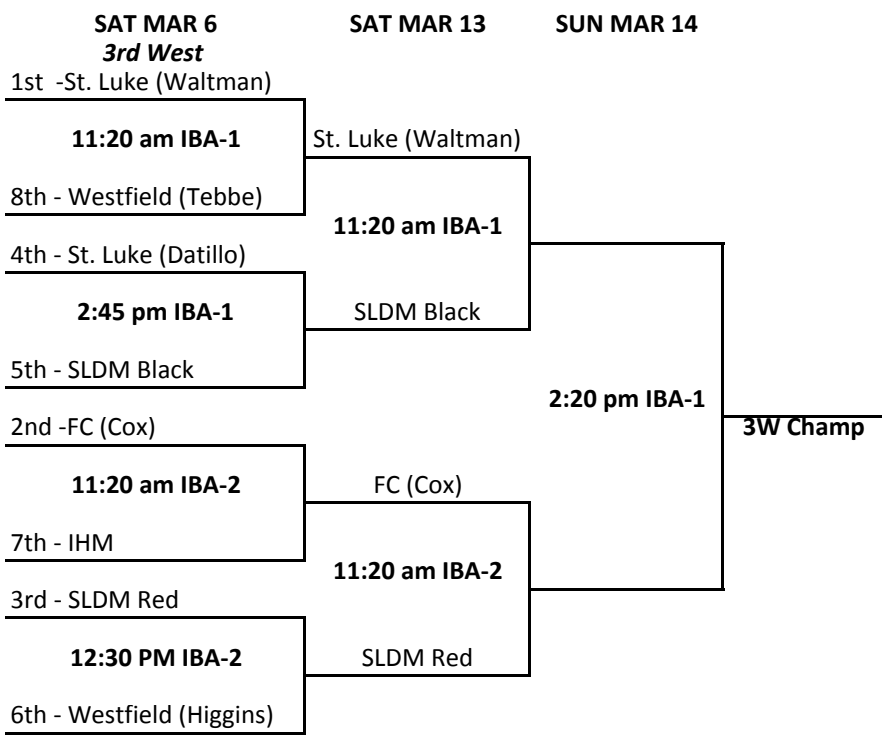 SAT MAR 6 SAT MAR 13 SUN MAR 14
3rd West
1st -St. Luke (Waltman)
11:20 am IBA-1 St. Luke (Waltman)
8th - Westfield (Tebbe)
11:20 am IBA-1
4th - St. Luke (Datillo)
2:45 pm IBA-1 SLDM Black
5th - SLDM Black
2:20 pm IBA-1
2nd -FC (Cox) 3W Champ
11:20 am IBA-2 FC (Cox)
7th - IHM
11:20 am IBA-2
3rd - SLDM Red
12:30 PM IBA-2 SLDM Red
6th - Westfield (Higgins)